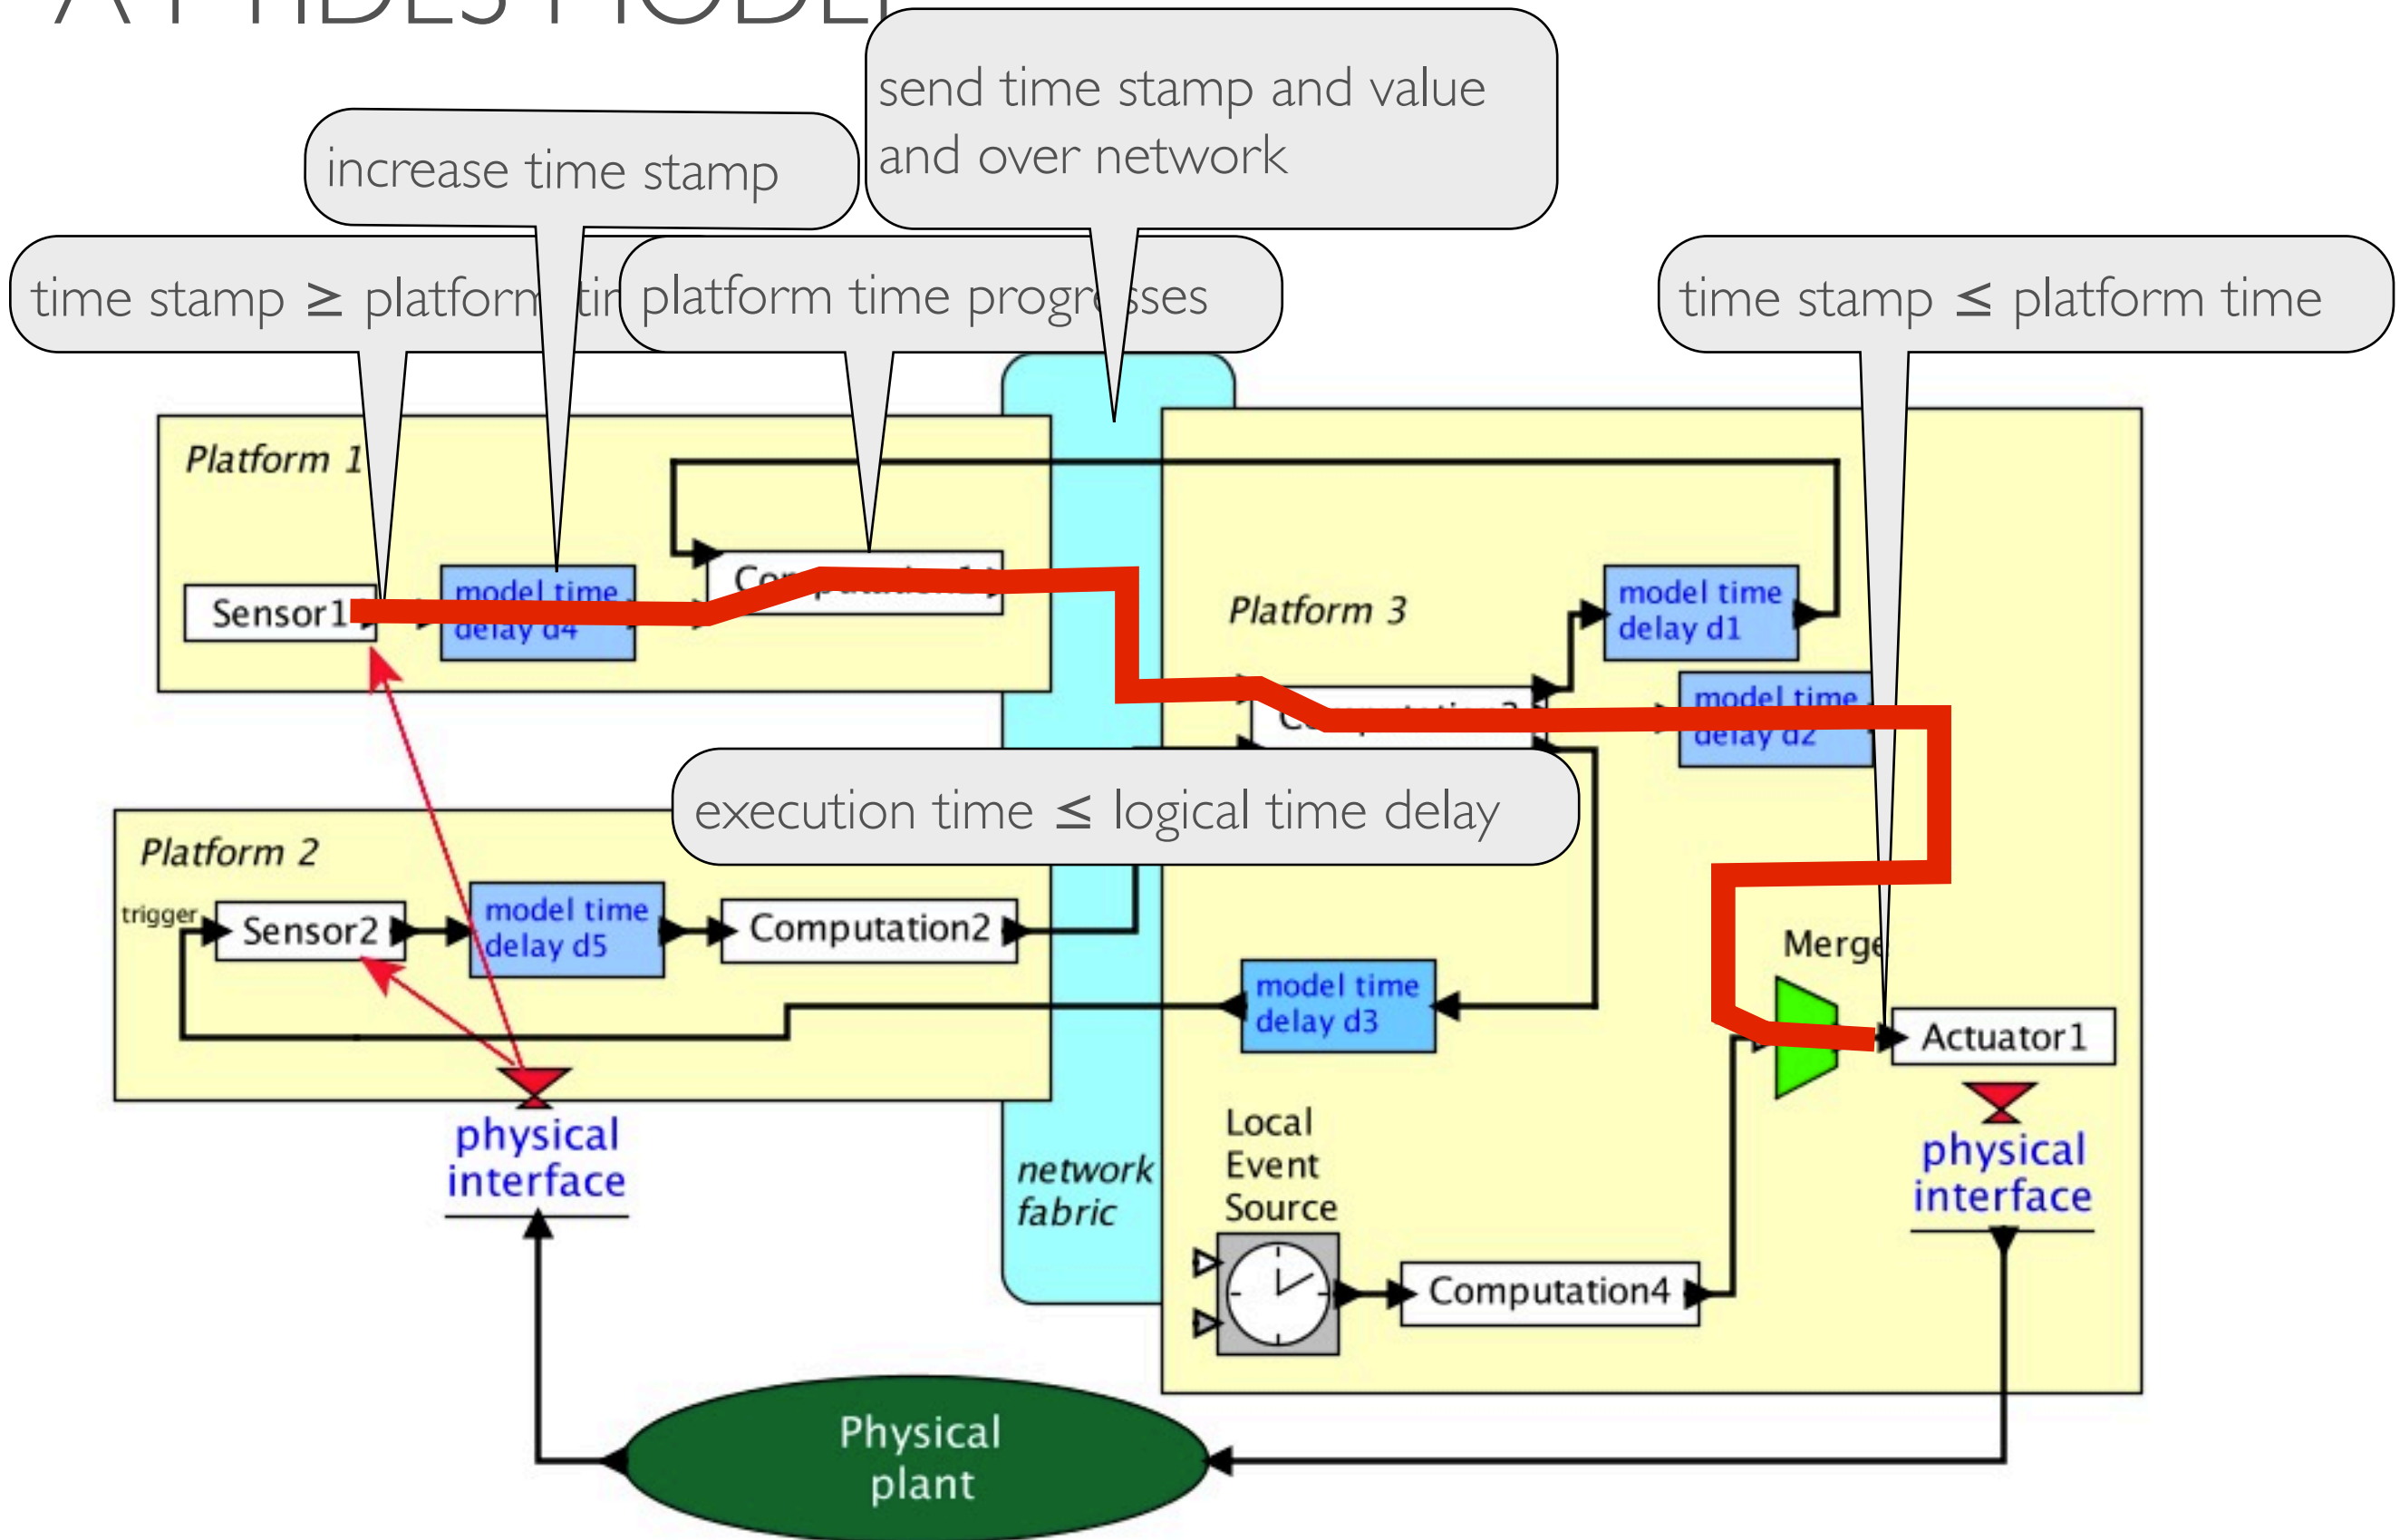 A PTIDES MODEL
send time stamp and value
and over network
increase time stamp
time stamp ≥ platform
platform time progresses
time stamp ≤ platform time
Platform 1
Sensor1
model time
delay d4
Platform 3
model time
delay d1
model time
delay d2
execution time ≤ logical time delay
Platform 2
trigger
Sensor2
model time
delay d5
Computation2
model time
delay d3
Merge
Actuator1
physical
interface
network
fabric
Local
Event
Source
physical
interface
Computation4
Physical
plant